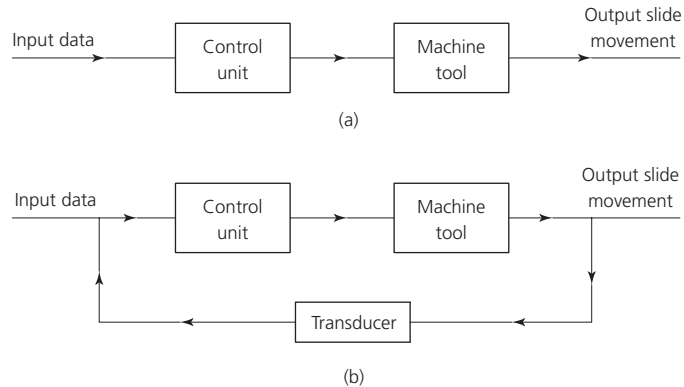 Input data
Control
unit
Machine
tool
Output slide
movement
(a)
Input data
Control
unit
Machine
tool
Output slide
movement
Transducer
(b)